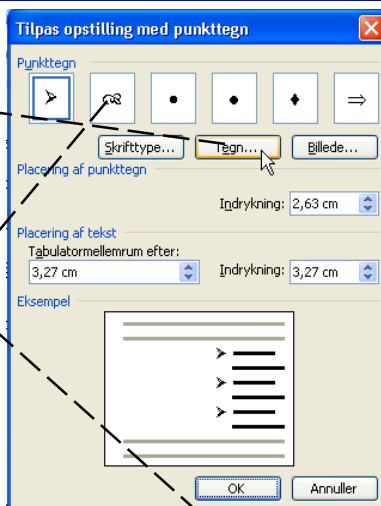 Tilpas opstilling med punkttegn
Punkttegn
Skrifttype... Tegn... Billede...
Placering af punkttegn
Indrykning: 2,63 cm
Placering af tekst
Tabulatormellemrum efter:
3,27 cm Indrykning: 3,27 cm
Eksempel
OK Annuller